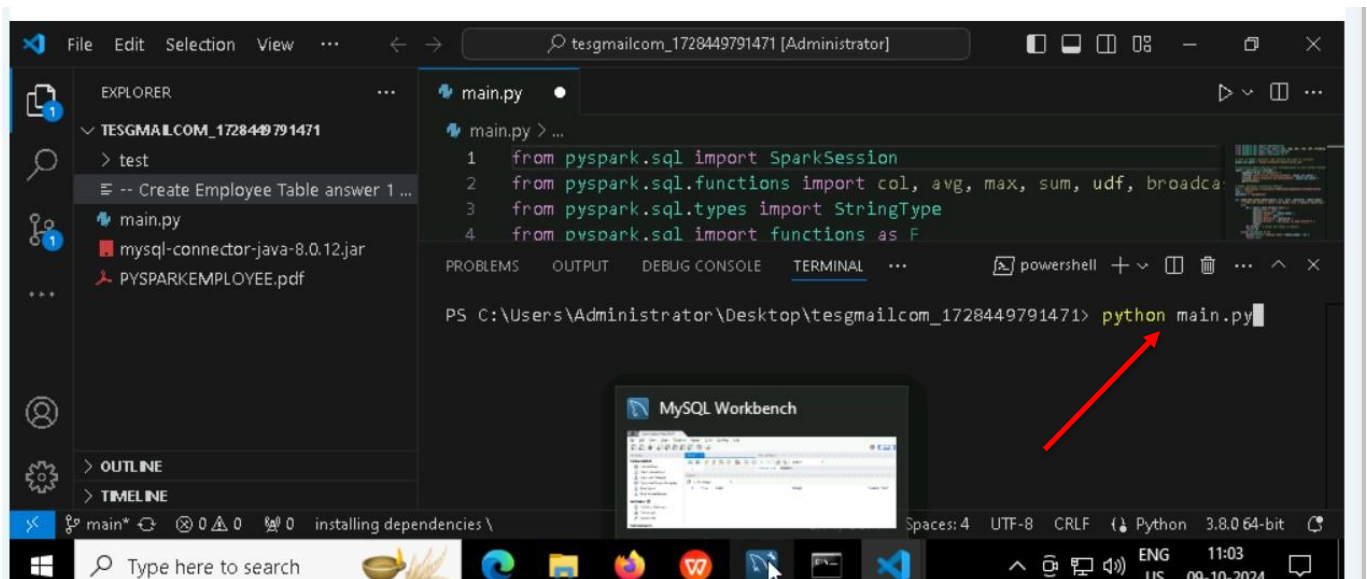 File Edit Selection View ... tesgmailcom_1728449791471 [Administrator]
EXPLORER ...
TESGMAILCOM_1728449791471
> test
-- Create Employee Table answer 1 ...
main.py
mysql-connector-java-8.0.12.jar
PYSPARKEMPLOYEE.pdf
> OUTLINE
> TIMELINE
main.py
main.py > ...
1 from pyspark.sql import SparkSession
2 from pyspark.sql.functions import col, avg, max, sum, udf, broadca
3 from pyspark.sql.types import StringType
4 from pyspark.sql import functions as F
PROBLEMS OUTPUT DEBUG CONSOLE TERMINAL ... powershell
PS C:\Users\Administrator\Desktop\tesgmailcom_1728449791471> python main.py
MySQL Workbench
main* 0 0 0 installing dependencies \ Spaces: 4 UTF-8 CRLF Python 3.8.0 64-bit
Type here to search ENG 11:03
US 09-10-2024